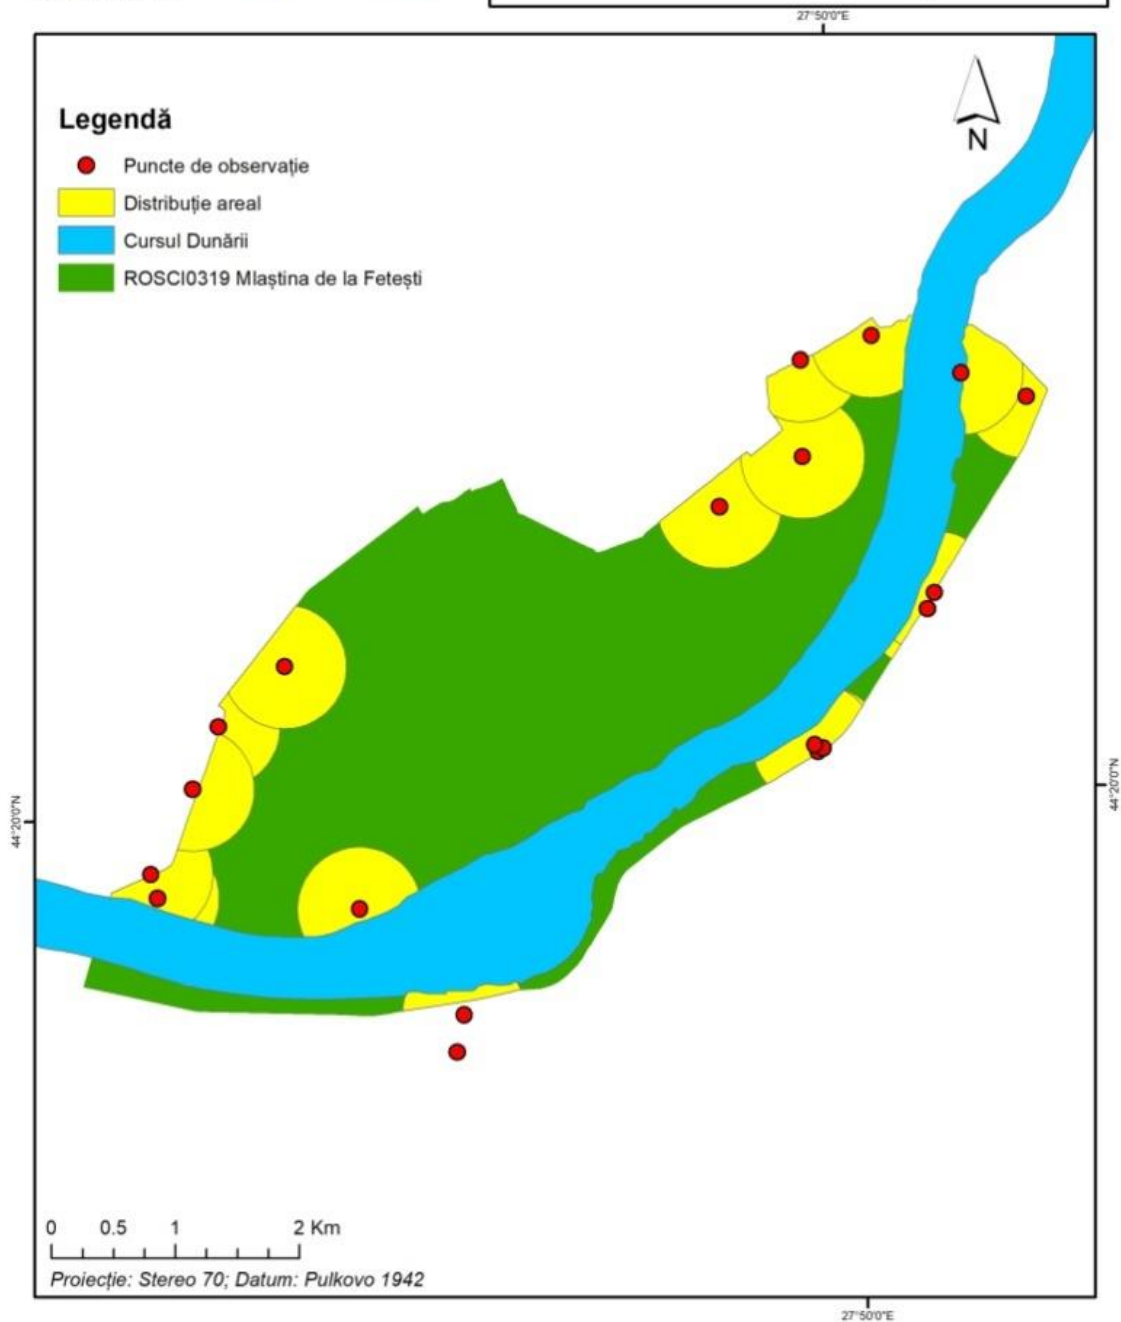 27°50'0"E
Legendă
N
Puncte de observație
Distribuție areal
Cursul Dunării
ROSCI0319 Mlaștina de la Fetești
44°20'0"N
44°20'0"N
0 0.5 1 2 Km
Proiecție: Stereo 70; Datum: Pulkovo 1942
27°50'0"E